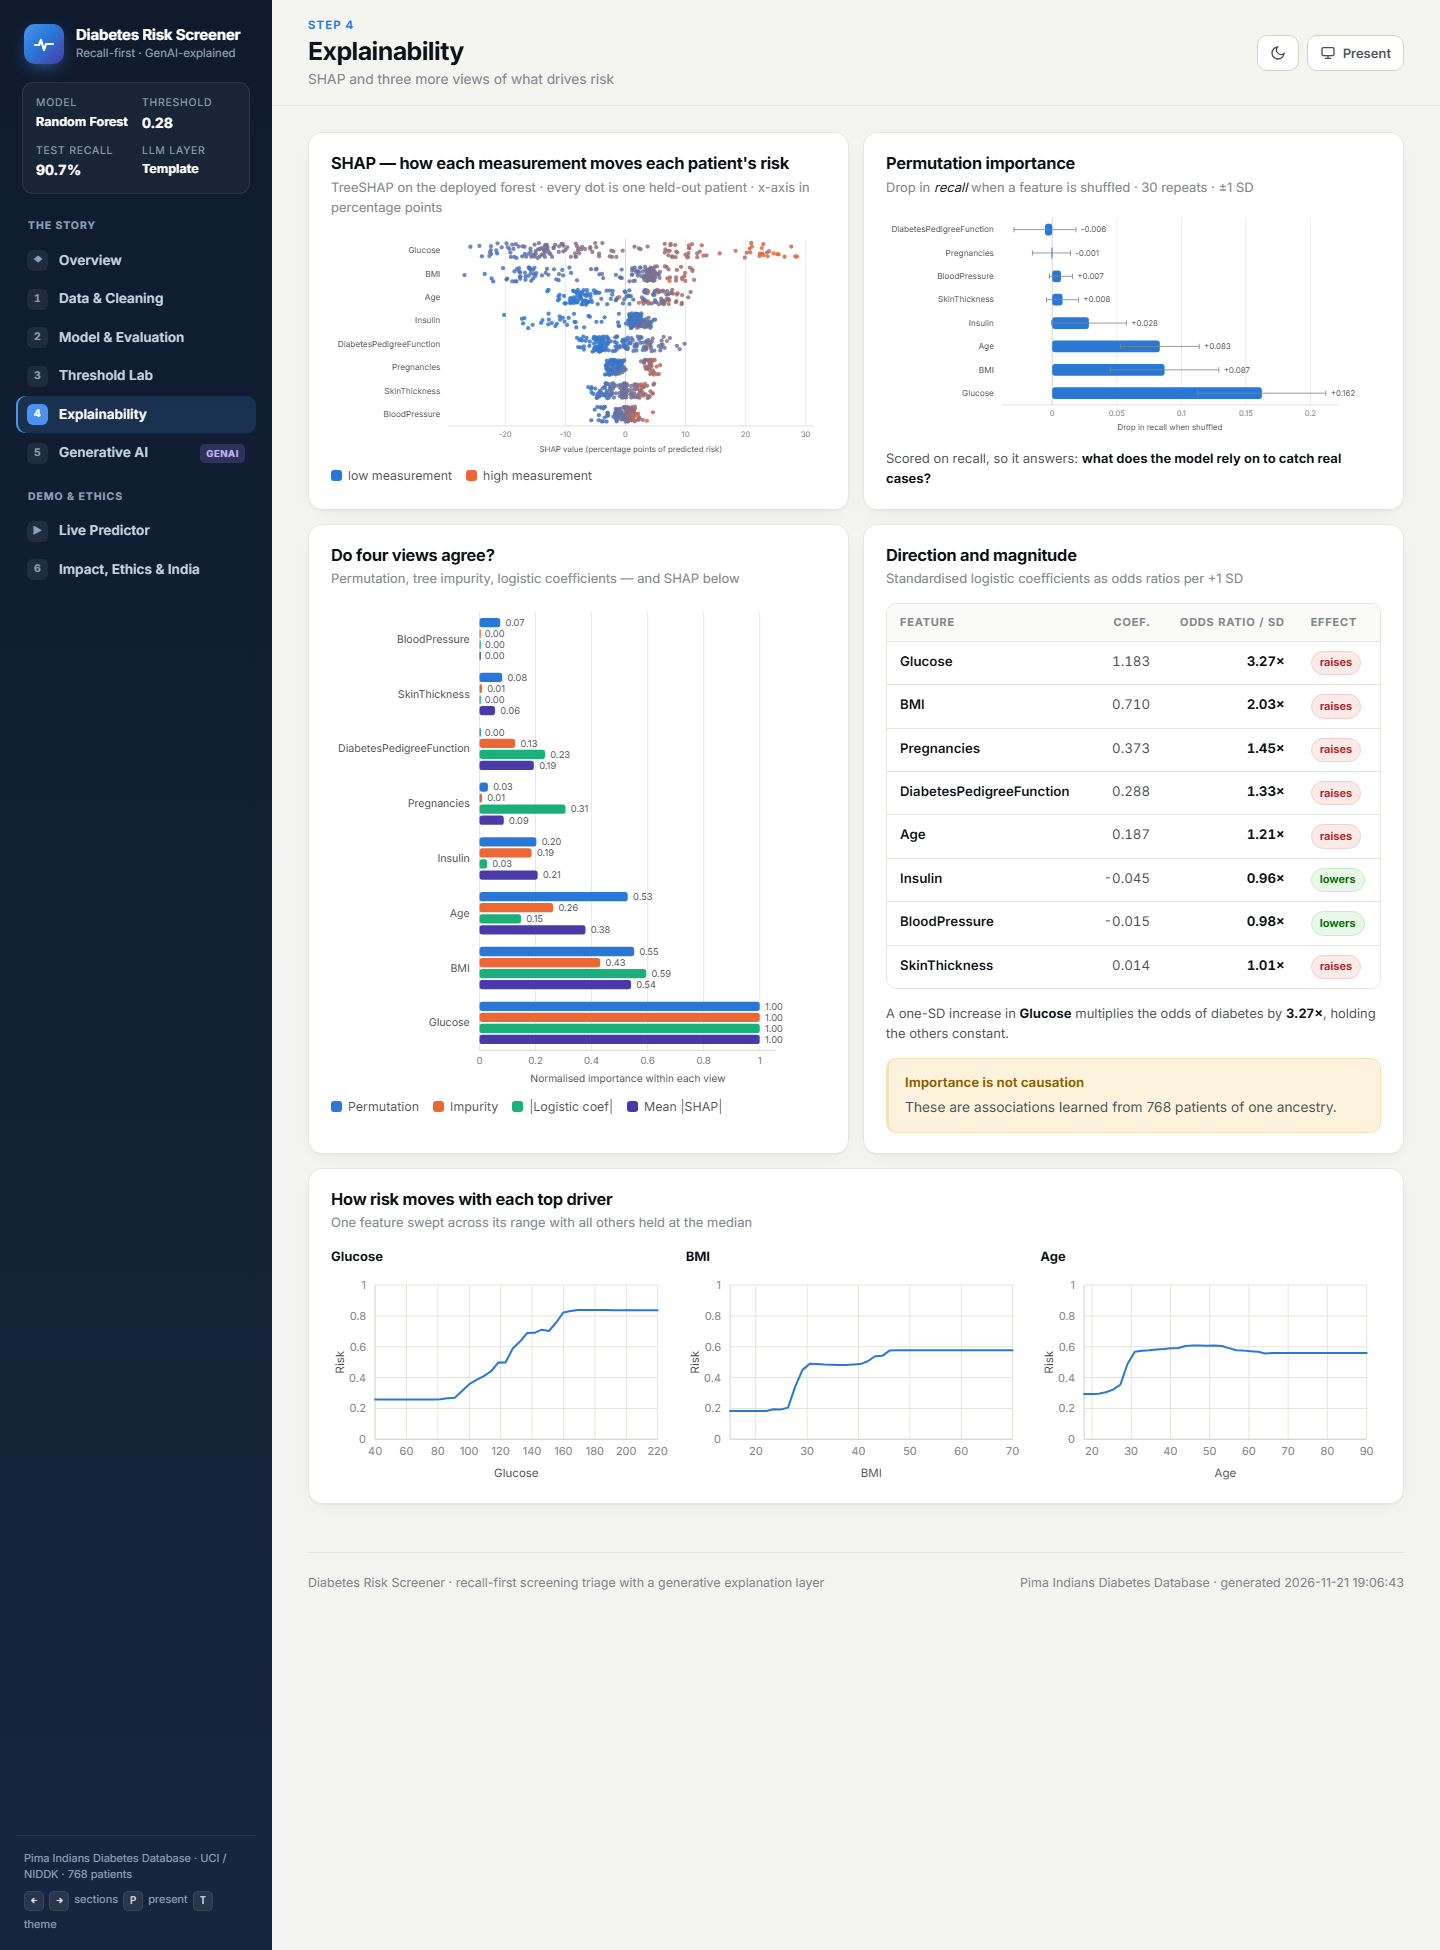 Diabetes Risk Screener
Recall-first · GenAI-explained
MODEL
Random Forest
THRESHOLD
0.28
TEST RECALL
90.7%
LLM LAYER
Template
THE STORY
Overview
1 Data & Cleaning
2 Model & Evaluation
3 Threshold Lab
4 Explainability
5 Generative AI GENAI
DEMO & ETHICS
Live Predictor
6 Impact, Ethics & India
Pima Indians Diabetes Database · UCI /
NIDDK · 768 patients
← → sections P present T
theme
STEP 4
Explainability
SHAP and three more views of what drives risk
Present
SHAP — how each measurement moves each patient's risk
TreeSHAP on the deployed forest · every dot is one held-out patient · x-axis in
percentage points
Glucose
BMI
Age
Insulin
DiabetesPedigreeFunction
Pregnancies
SkinThickness
BloodPressure
-20 -10 0 10 20 30
SHAP value (percentage points of predicted risk)
low measurement high measurement
Permutation importance
Drop in recall when a feature is shuffled · 30 repeats · ±1 SD
DiabetesPedigreeFunction -0.006
Pregnancies -0.001
BloodPressure +0.007
SkinThickness +0.008
Insulin +0.028
Age +0.083
BMI +0.087
Glucose +0.162
0 0.05 0.1 0.15 0.2
Drop in recall when shuffled
Scored on recall, so it answers: what does the model rely on to catch real
cases?
Do four views agree?
Permutation, tree impurity, logistic coefficients — and SHAP below
BloodPressure
0.07
0.00
0.00
0.00
SkinThickness
0.08
0.01
0.00
0.06
DiabetesPedigreeFunction
0.00
0.13
0.23
0.19
Pregnancies
0.03
0.01
0.31
0.09
Insulin
0.20
0.19
0.03
0.21
Age
0.53
0.26
0.15
0.38
BMI
0.55
0.43
0.59
0.54
Glucose
1.00
1.00
1.00
1.00
0 0.2 0.4 0.6 0.8 1
Normalised importance within each view
Permutation Impurity |Logistic coef| Mean |SHAP|
Direction and magnitude
Standardised logistic coefficients as odds ratios per +1 SD
FEATURE COEF. ODDS RATIO / SD EFFECT
Glucose 1.183 3.27× raises
BMI 0.710 2.03× raises
Pregnancies 0.373 1.45× raises
DiabetesPedigreeFunction 0.288 1.33× raises
Age 0.187 1.21× raises
Insulin -0.045 0.96× lowers
BloodPressure -0.015 0.98× lowers
SkinThickness 0.014 1.01× raises
A one-SD increase in Glucose multiplies the odds of diabetes by 3.27×, holding
the others constant.
Importance is not causation
These are associations learned from 768 patients of one ancestry.
How risk moves with each top driver
One feature swept across its range with all others held at the median
Glucose
1
0.8
0.6
0.4
0.2
0
Risk
40 60 80 100 120 140 160 180 200 220
Glucose
BMI
1
0.8
0.6
0.4
0.2
0
Risk
20 30 40 50 60 70
BMI
Age
1
0.8
0.6
0.4
0.2
0
Risk
20 30 40 50 60 70 80 90
Age
Diabetes Risk Screener · recall-first screening triage with a generative explanation layer
Pima Indians Diabetes Database · generated 2026-11-21 19:06:43